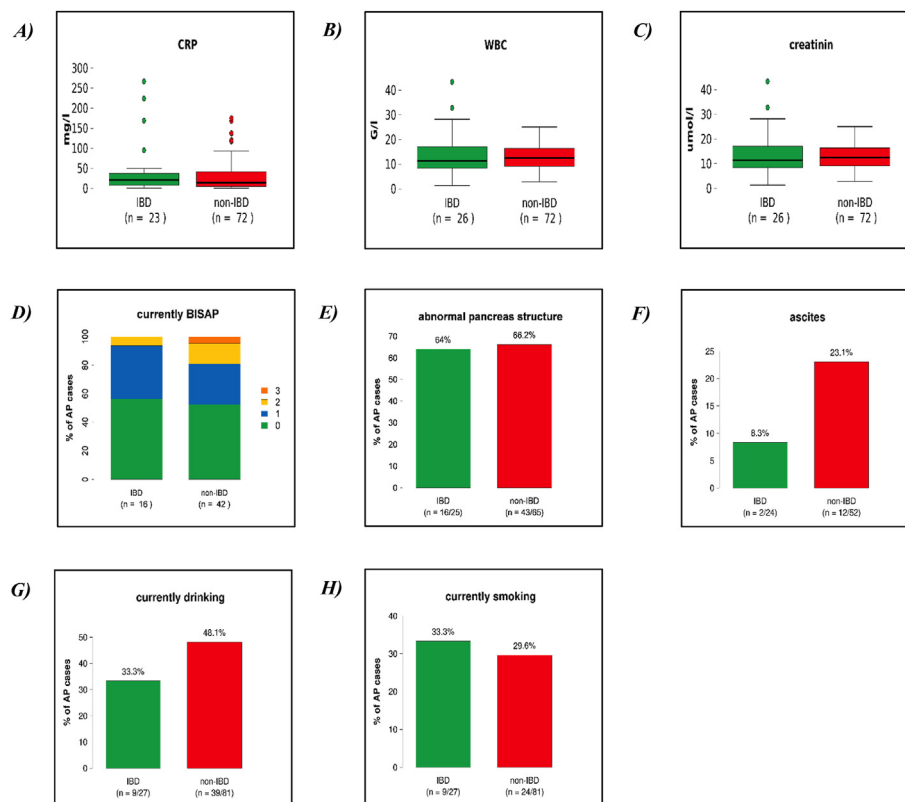 A)
CRP
mg/l
300
250
200
150
100
50
0
IBD
(n = 23)
non-IBD
(n = 72)
B)
WBC
G/l
40
30
20
10
0
IBD
(n = 26)
non-IBD
(n = 72)
C)
creatinin
umol/l
40
30
20
10
0
IBD
(n = 26)
non-IBD
(n = 72)
D)
currently BISAP
% of AP cases
100
80
60
40
20
0
3
2
1
0
IBD
(n = 16)
non-IBD
(n = 42)
E)
abnormal pancreas structure
% of AP cases
70
60
50
40
30
20
10
0
64%
66.2%
IBD
(n = 16/25)
non-IBD
(n = 43/65)
F)
ascites
% of AP cases
25
20
15
10
5
0
8.3%
23.1%
IBD
(n = 2/24)
non-IBD
(n = 12/52)
G)
currently drinking
% of AP cases
50
40
30
20
10
0
33.3%
48.1%
IBD
(n = 9/27)
non-IBD
(n = 39/81)
H)
currently smoking
% of AP cases
40
30
20
10
0
33.3%
29.6%
IBD
(n = 9/27)
non-IBD
(n = 24/81)